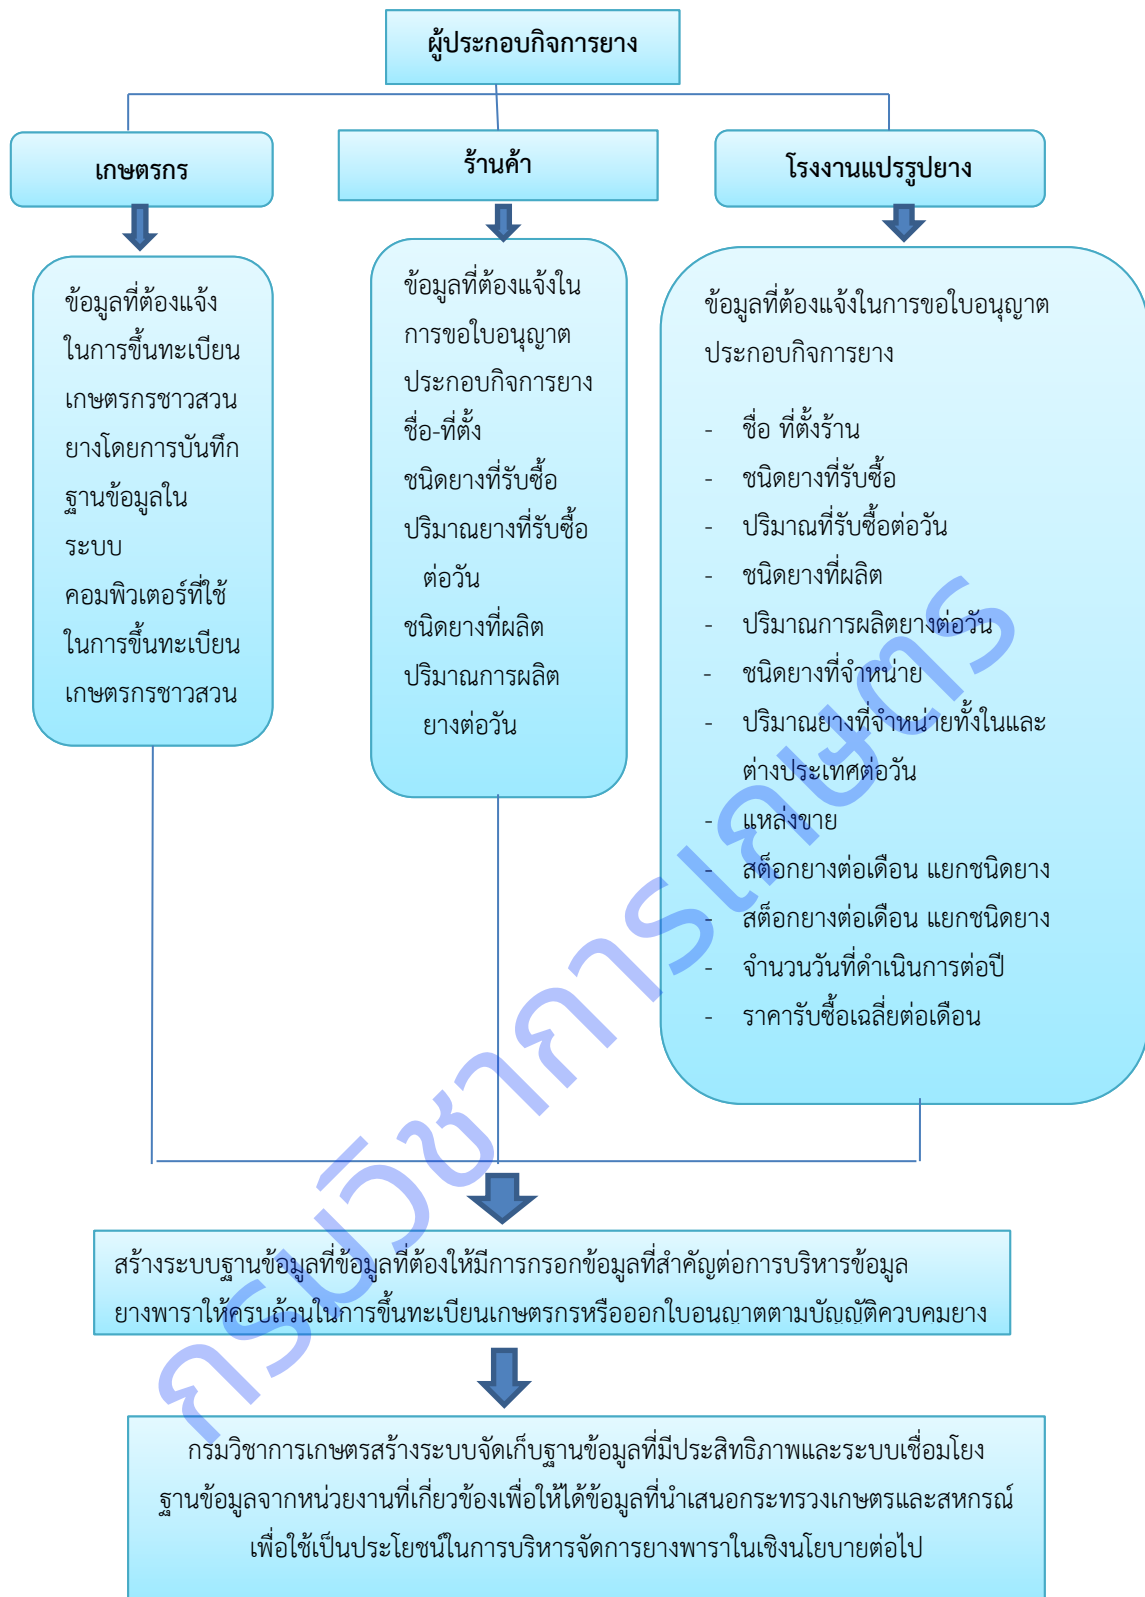 ผู้ประกอบกิจการยาง
เกษตรกร
ร้านค้า
โรงงานแปรรูปยาง
ข้อมูลที่ต้องแจ้ง
ในการขึ้นทะเบียน
เกษตรกรชาวสวน
ยางโดยการบันทึก
ฐานข้อมูลใน
ระบบ
คอมพิวเตอร์ที่ใช้
ในการขึ้นทะเบียน
เกษตรกรชาวสวน
ข้อมูลที่ต้องแจ้งใน
การขอใบอนุญาต
ประกอบกิจการยาง
ชื่อ-ที่ตั้ง
ชนิดยางที่รับซื้อ
ปริมาณยางที่รับซื้อ
ต่อวัน
ชนิดยางที่ผลิต
ปริมาณการผลิต
ยางต่อวัน
ข้อมูลที่ต้องแจ้งในการขอใบอนุญาต
ประกอบกิจการยาง
- ชื่อ ที่ตั้งร้าน
- ชนิดยางที่รับซื้อ
- ปริมาณที่รับซื้อต่อวัน
- ชนิดยางที่ผลิต
- ปริมาณการผลิตยางต่อวัน
- ชนิดยางที่จำหน่าย
- ปริมาณยางที่จำหน่ายทั้งในและ
ต่างประเทศต่อวัน
- แหล่งขาย
- สต็อกยางต่อเดือน แยกชนิดยาง
- สต็อกยางต่อเดือน แยกชนิดยาง
- จำนวนวันที่ดำเนินการต่อปี
- ราคารับซื้อเฉลี่ยต่อเดือน
สร้างระบบฐานข้อมูลที่ข้อมูลที่ต้องให้มีการกรอกข้อมูลที่สำคัญต่อการบริหารข้อมูล
ยางพาราให้ครบถ้วนในการขึ้นทะเบียนเกษตรกรหรือออกใบอนุญาตตามบัญญัติควบคุมยาง
กรมวิชาการเกษตรสร้างระบบจัดเก็บฐานข้อมูลที่มีประสิทธิภาพและระบบเชื่อมโยง
ฐานข้อมูลจากหน่วยงานที่เกี่ยวข้องเพื่อให้ได้ข้อมูลที่นำเสนอกระทรวงเกษตรและสหกรณ์
เพื่อใช้เป็นประโยชน์ในการบริหารจัดการยางพาราในเชิงนโยบายต่อไป
กรมวิชาการเกษตร